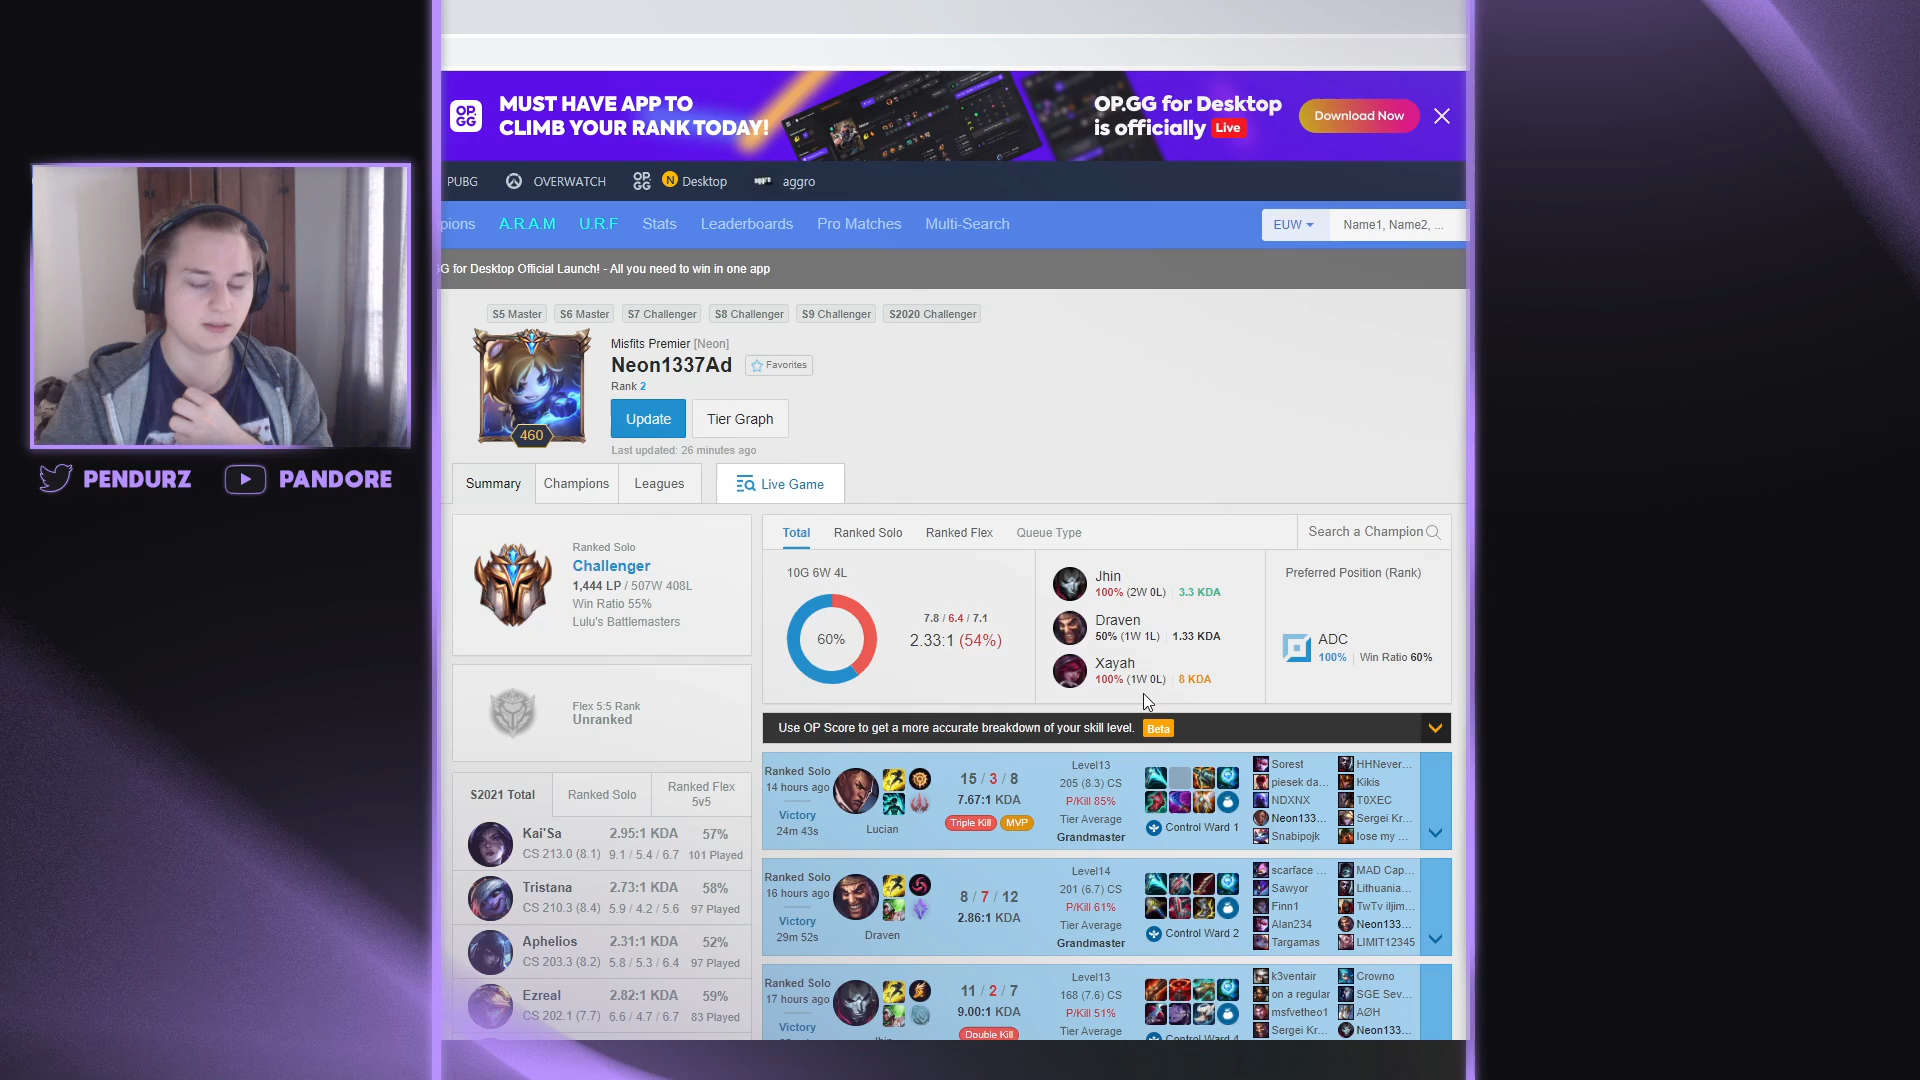 MUST HAVE APP TO
CLIMB YOUR RANK TODAY!
OP.GG
OP.GG for Desktop
is officially Live
Download Now
PUBG
OVERWATCH
OP.GG
N Desktop
aggro
pions
A.R.A.M
U.R.F
Stats
Leaderboards
Pro Matches
Multi-Search
EUW
Name1, Name2, ...
G for Desktop Official Launch! - All you need to win in one app
S5 Master
S6 Master
S7 Challenger
S8 Challenger
S9 Challenger
S2020 Challenger
Misfits Premier [Neon]
Neon1337Ad
Favorites
Rank 2
Update
Tier Graph
460
Last updated: 26 minutes ago
PENDURZ
PANDORE
Summary
Champions
Leagues
Live Game
Ranked Solo
Challenger
1,444 LP / 507W 408L
Win Ratio 55%
Lulu's Battlemasters
Flex 5:5 Rank
Unranked
S2021 Total
Ranked Solo
Ranked Flex
5v5
Kai'Sa 2.95:1 KDA 57%
CS 213.0 (8.1) 9.1 / 5.4 / 6.7 101 Played
Tristana 2.73:1 KDA 58%
CS 210.3 (8.4) 5.9 / 4.2 / 5.6 97 Played
Aphelios 2.31:1 KDA 52%
CS 203.3 (8.2) 5.8 / 5.3 / 6.4 97 Played
Ezreal 2.82:1 KDA 59%
CS 202.1 (7.7) 6.6 / 4.7 / 6.7 83 Played
Total
Ranked Solo
Ranked Flex
Queue Type
Search a Champion
10G 6W 4L
60%
7.8 / 6.4 / 7.1
2.33:1 (54%)
Jhin
100% (2W 0L) 3.3 KDA
Draven
50% (1W 1L) 1.33 KDA
Xayah
100% (1W 0L) 8 KDA
Preferred Position (Rank)
ADC
100% Win Ratio 60%
Use OP Score to get a more accurate breakdown of your skill level. Beta
Ranked Solo
14 hours ago
Victory
24m 43s
Lucian
15 / 3 / 8
7.67:1 KDA
Triple Kill MVP
Level13
205 (8.3) CS
P/Kill 85%
Tier Average
Grandmaster
Control Ward 1
Sorest
piesek da...
NDXNX
Neon133...
Snabipojk
HHNever...
Kikis
T0XEC
Sergei Kr...
lose my ...
Ranked Solo
16 hours ago
Victory
29m 52s
Draven
8 / 7 / 12
2.86:1 KDA
Level14
201 (6.7) CS
P/Kill 61%
Tier Average
Grandmaster
Control Ward 2
scarface ...
Sawyor
Finn1
Alan234
Targamas
MAD Cap...
Lithuania...
TwTv iljim...
Neon133...
LIMIT12345
Ranked Solo
17 hours ago
Victory
11 / 2 / 7
9.00:1 KDA
Double Kill
Level13
168 (7.6) CS
P/Kill 51%
Tier Average
Control Ward 4
k3ventair
on a regular
msfvetheo1
Sergei Kr...
Crowno
SGE Sev...
AØH
Neon133...